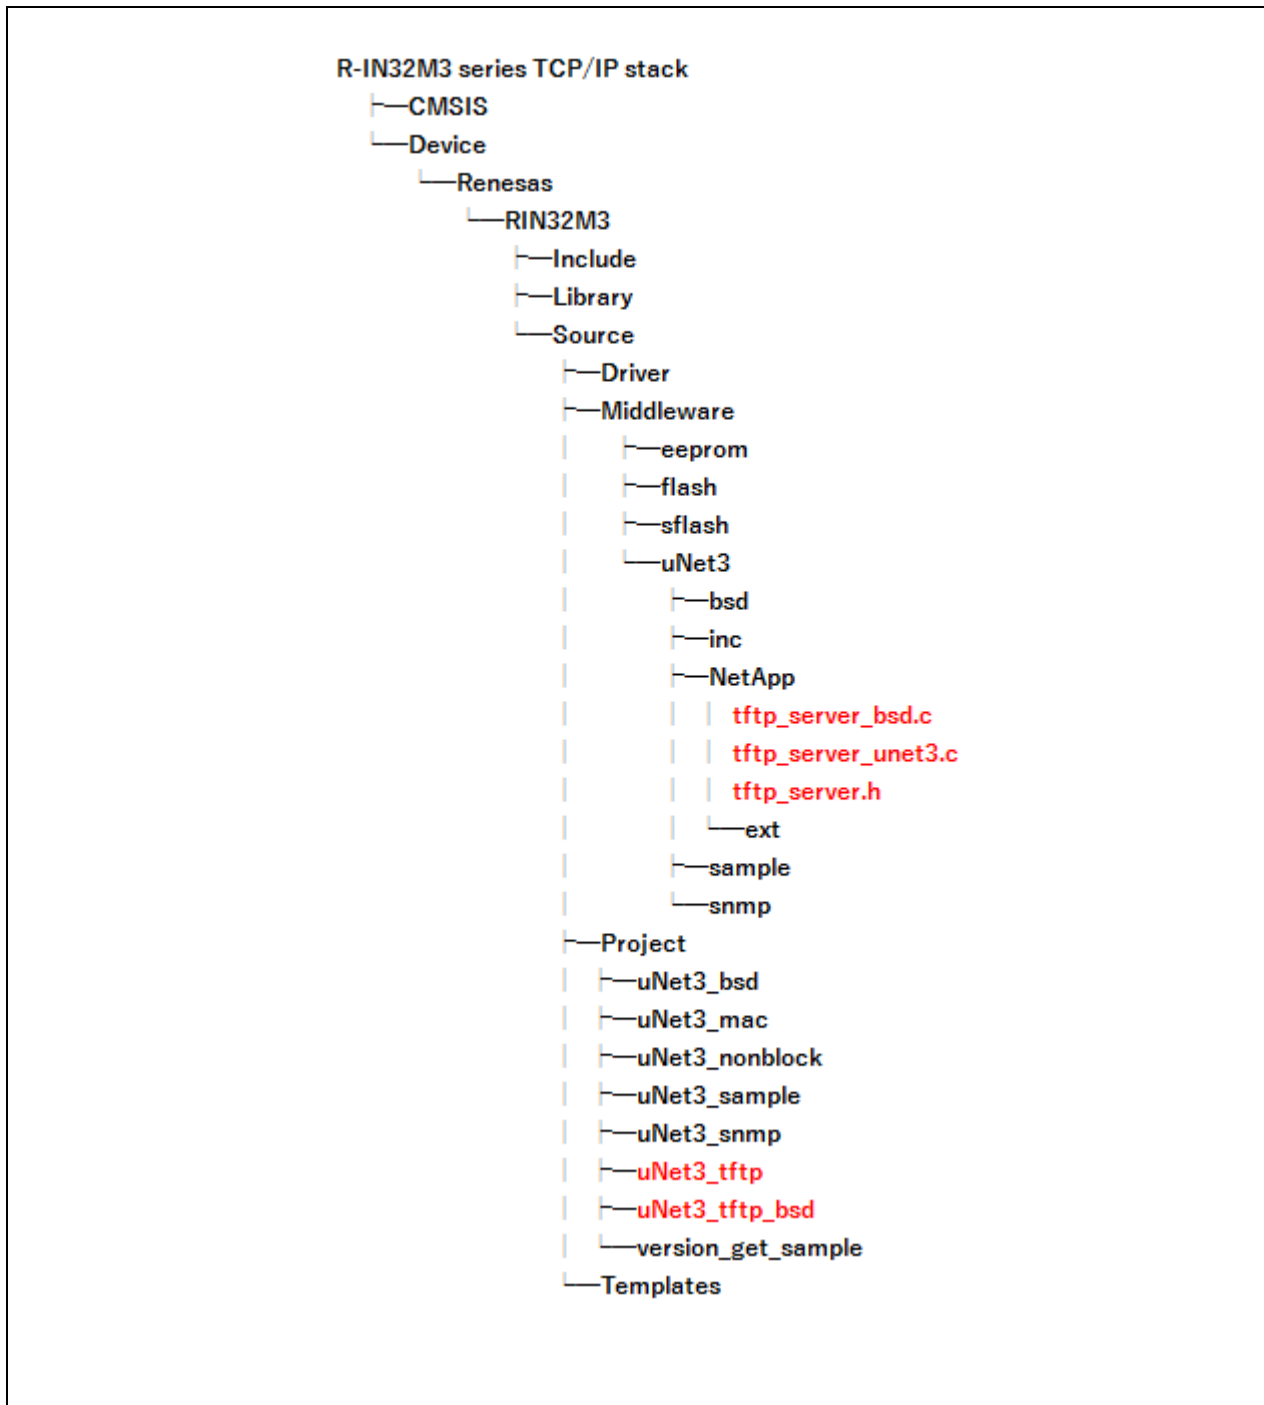 R-IN32M3 series TCP/IP stack
├─CMSIS
└─Device
└─Renesas
└─RIN32M3
├─Include
├─Library
└─Source
├─Driver
├─Middleware
│ ├─eeprom
│ ├─flash
│ ├─sflash
│ └─uNet3
│ ├─bsd
│ ├─inc
│ ├─NetApp
│ │ │ tftp_server_bsd.c
│ │ │ tftp_server_unet3.c
│ │ │ tftp_server.h
│ │ └─ext
│ ├─sample
│ └─snmp
├─Project
│ ├─uNet3_bsd
│ ├─uNet3_mac
│ ├─uNet3_nonblock
│ ├─uNet3_sample
│ ├─uNet3_snmp
│ ├─uNet3_tftp
│ ├─uNet3_tftp_bsd
│ └─version_get_sample
└─Templates